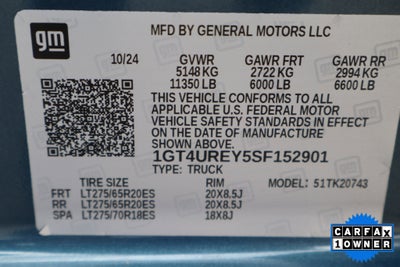 gm
MFD BY GENERAL MOTORS LLC
10/24 GVWR GAWR FRT GAWR RR
5148 KG 2722 KG 2994 KG
11350 LB 6000 LB 6600 LB
THIS VEHICLE CONFORMS TO ALL
APPLICABLE U.S. FEDERAL MOTOR
VEHICLE SAFETY STANDARDS IN EFFECT
ON THE DATE OF MANUFACTURE
SHOWN ABOVE.
1GT4UREY5SF152901
TYPE: TRUCK
TIRE SIZE RIM MODEL: 51TK20743
FRT LT275/65R20ES 20X8.5J
RR LT275/65R20ES 20X8.5J
SPA LT275/70R18ES 18X8J
CARFAX
1 OWNER